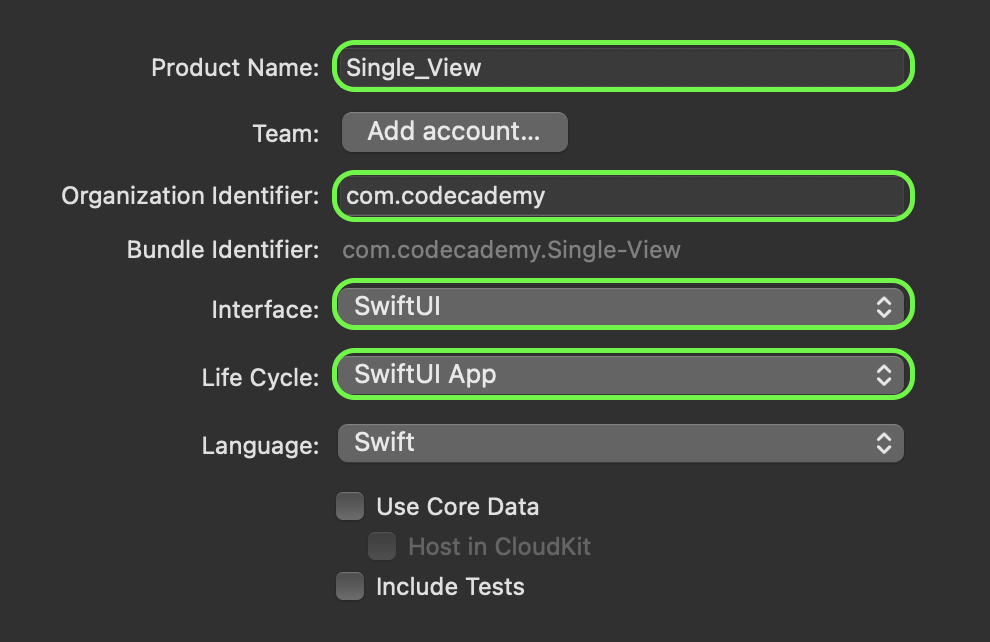 Product Name: Single_View
Team: Add account...
Organization Identifier: com.codecademy
Bundle Identifier: com.codecademy.Single-View
Interface: SwiftUI
Life Cycle: SwiftUI App
Language: Swift
Use Core Data
Host in CloudKit
Include Tests